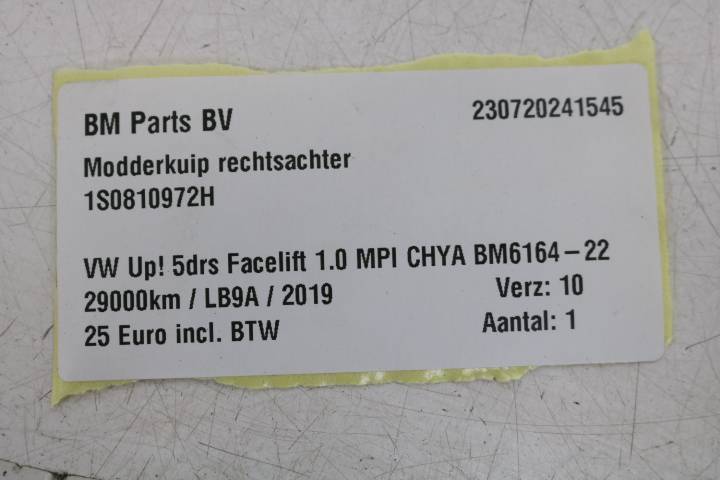 BM Parts BV 230720241545
Modderkuip rechtsachter
1S0810972H
VW Up! 5drs Facelift 1.0 MPI CHYA BM6164-22
29000km / LB9A / 2019 Verz: 10
25 Euro incl. BTW Aantal: 1